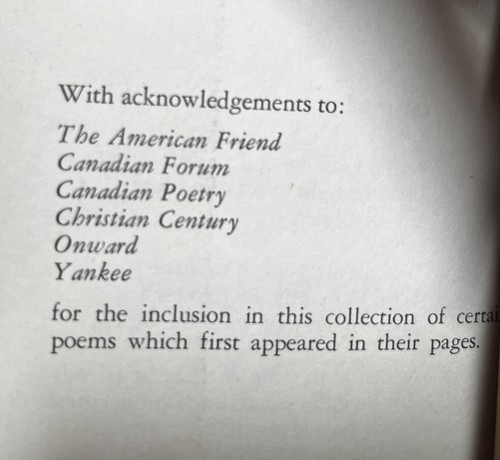 With acknowledgements to:
The American Friend
Canadian Forum
Canadian Poetry
Christian Century
Onward
Yankee
for the inclusion in this collection of certai
poems which first appeared in their pages.